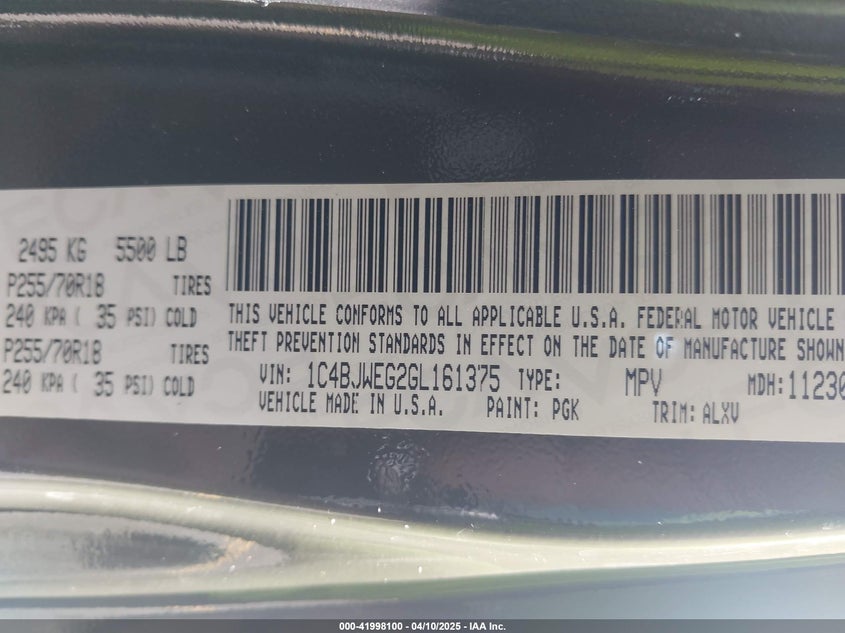 2495 KG 5500 LB
P255/70R18 TIRES
240 KPA ( 35 PSI) COLD
P255/70R18 TIRES
240 KPA ( 35 PSI) COLD
THIS VEHICLE CONFORMS TO ALL APPLICABLE U.S.A. FEDERAL MOTOR VEHICLE
THEFT PREVENTION STANDARDS IN EFFECT ON THE DATE OF MANUFACTURE SHOWN
VIN: 1C4BJWEG2GL161375 TYPE: MPV MDH: 11230
VEHICLE MADE IN U.S.A. PAINT: PGK TRIM: ALXV
000-41998100 - 04/10/2025 - IAA Inc.